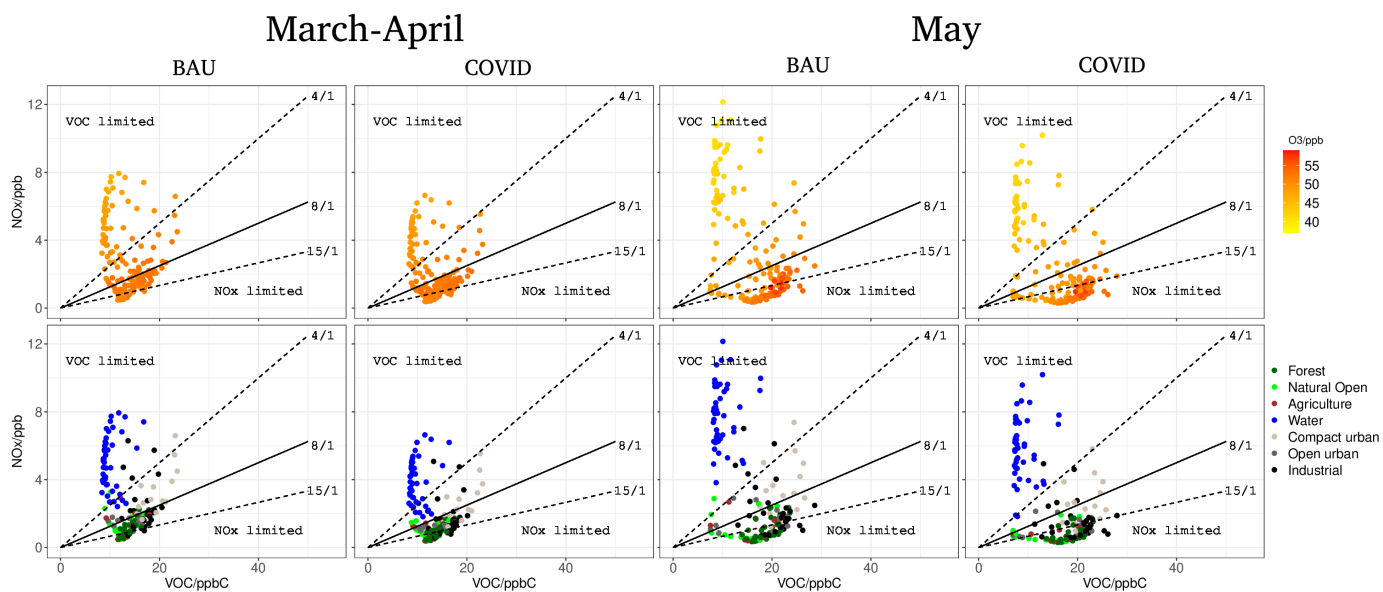 March-April May
BAU COVID BAU COVID
12 8 4 0
NOx/ppb
VOC limited 4/1 8/1 15/1 NOx limited
VOC limited 4/1 8/1 15/1 NOx limited
VOC limited 4/1 8/1 15/1 NOx limited
VOC limited 4/1 8/1 15/1 NOx limited
O3/ppb
55
50
45
40
12 8 4 0
NOx/ppb
VOC limited 4/1 8/1 15/1 NOx limited
VOC limited 4/1 8/1 15/1 NOx limited
VOC limited 4/1 8/1 15/1 NOx limited
VOC limited 4/1 8/1 15/1 NOx limited
Forest
Natural Open
Agriculture
Water
Compact urban
Open urban
Industrial
0 20 40 0 20 40 0 20 40 0 20 40
VOC/ppbC VOC/ppbC VOC/ppbC VOC/ppbC